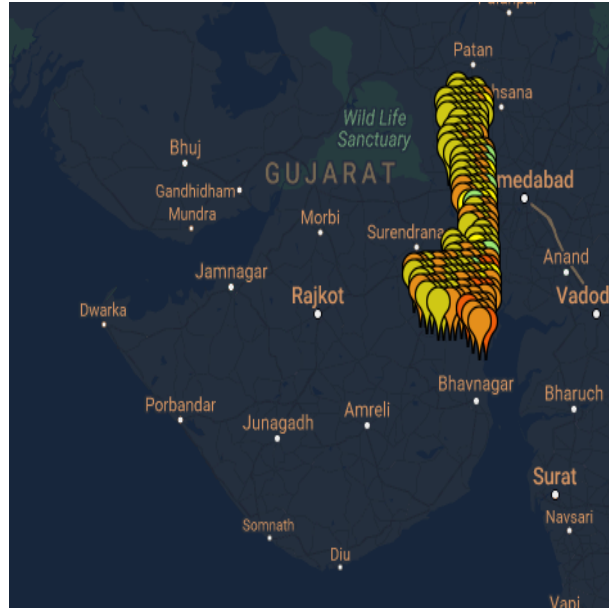 Patan
hsana
Wild Life
Sanctuary
Bhuj
GUJARAT
Gandhidham
medabad
Mundra
Morbi
Surendrana
Anand
Jamnagar
Rajkot
Vadod
Dwarka
Bhavnagar
Bharuch
Porbandar
Amreli
Junagadh
Surat
Somnath
Navsari
Diu
Vapi